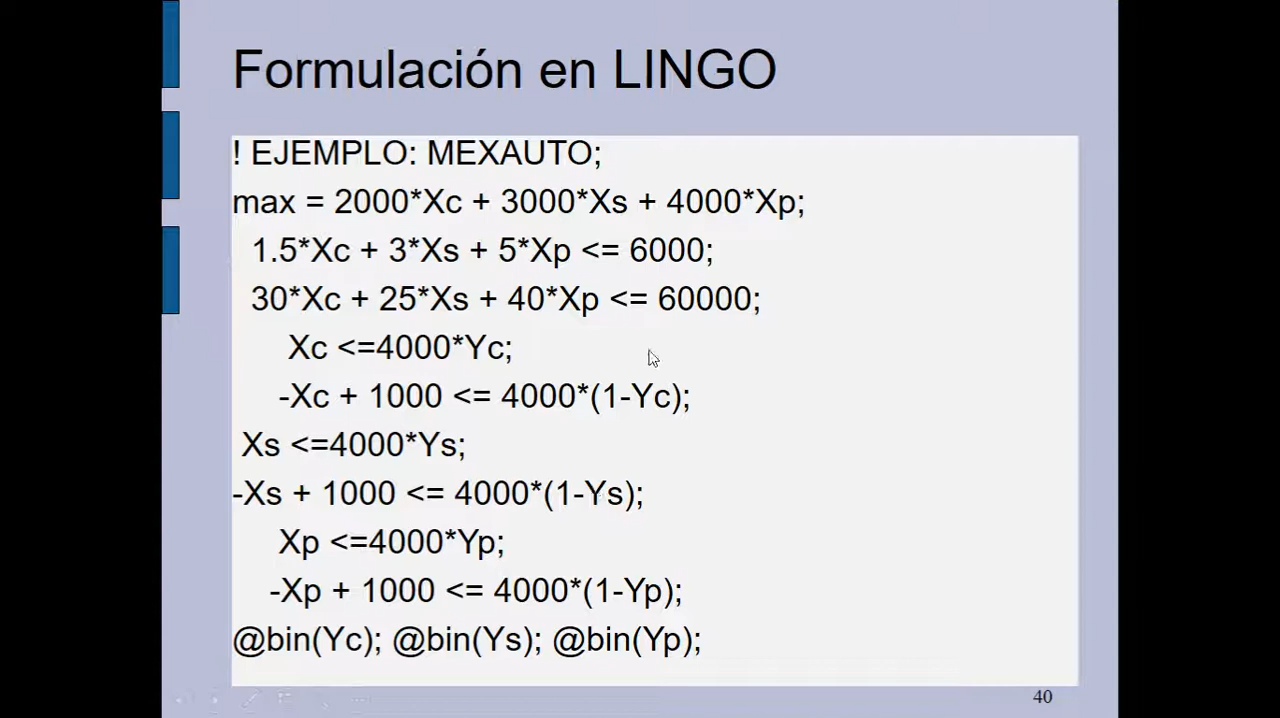 Formulación en LINGO
! EJEMPLO: MEXAUTO;
max = 2000*Xc + 3000*Xs + 4000*Xp;
1.5*Xc + 3*Xs + 5*Xp <= 6000;
30*Xc + 25*Xs + 40*Xp <= 60000;
Xc <=4000*Yc;
-Xc + 1000 <= 4000*(1-Yc);
Xs <=4000*Ys;
-Xs + 1000 <= 4000*(1-Ys);
Xp <=4000*Yp;
-Xp + 1000 <= 4000*(1-Yp);
@bin(Yc); @bin(Ys); @bin(Yp);
40